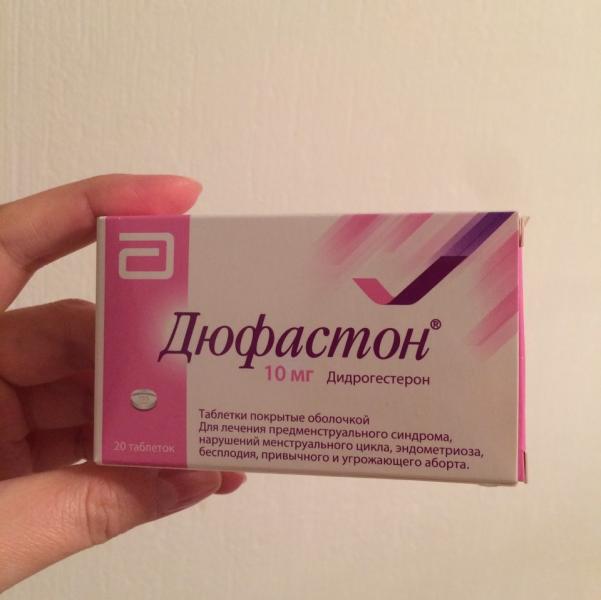 Дюфастон®
10 мг Дидрогестерон
Таблетки покрытые оболочкой
Для лечения предменструального синдрома,
нарушений менструального цикла, эндометриоза,
бесплодия, привычного и угрожающего аборта.
20 таблеток